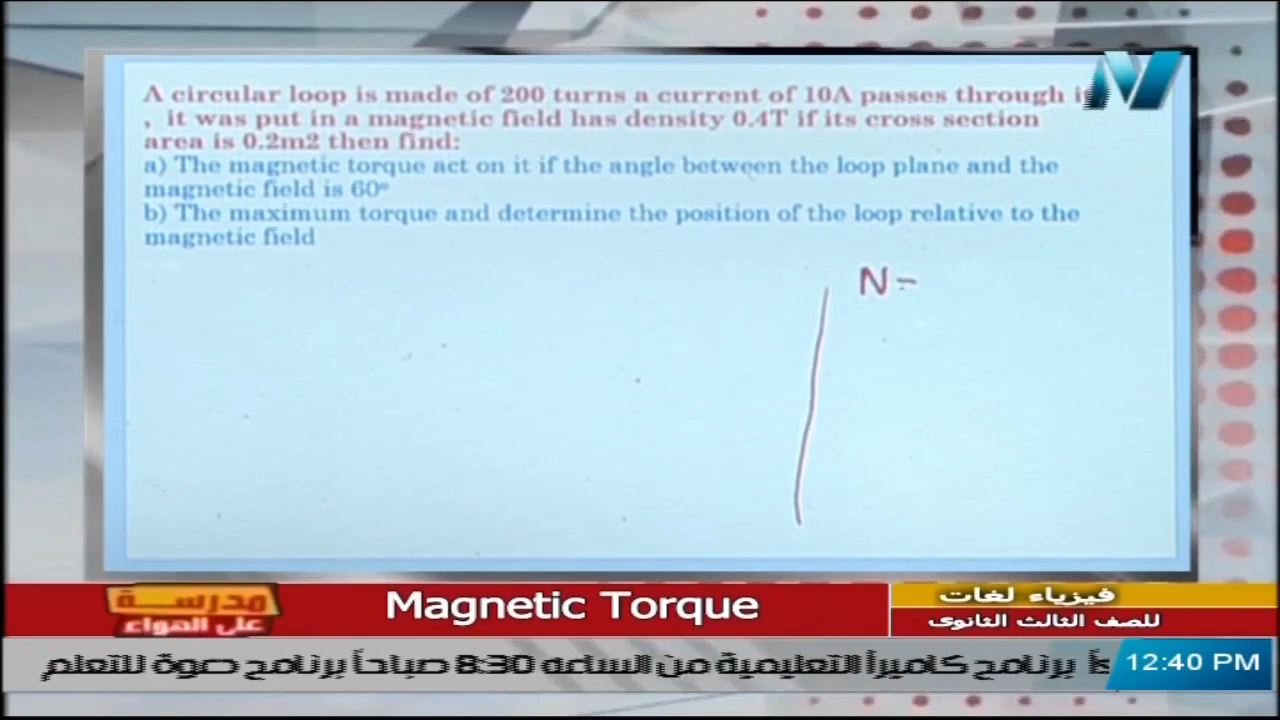 A circular loop is made of 200 turns a current of 10A passes through
, it was put in a magnetic field has density 0.4T if its cross section
area is 0.2m2 then find:
a) The magnetic torque act on it if the angle between the loop plane and the
magnetic field is 60º
b) The maximum torque and determine the position of the loop relative to the
magnetic field
N =
مدرسة
على الهواء
Magnetic Torque
فيزياء لغات
للصف الثالث الثانوى
برنامج كاميرا التعليمية من الساعه 8:30 صباحاً برنامج صوة للتعلم
12:40 PM